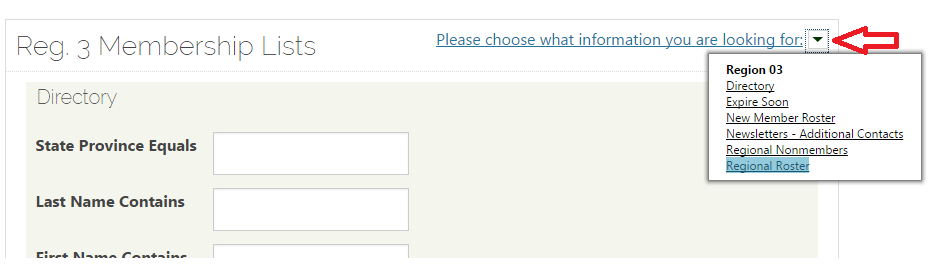 Reg. 3 Membership Lists
Please choose what information you are looking for:
Region 03
Directory
Expire Soon
New Member Roster
Newsletters - Additional Contacts
Regional Nonmembers
Regional Roster
Directory
State Province Equals
Last Name Contains
First Name Contains